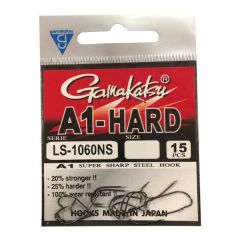 Gamakatsu®
A1-HARD
SERIE SIZE
LS-1060NS 15
PCS
A1 SUPER SHARP STEEL HOOK
- 20% stronger !!
- 25% harder !!
- 100% wear resistant
HOOKS MADE IN JAPAN